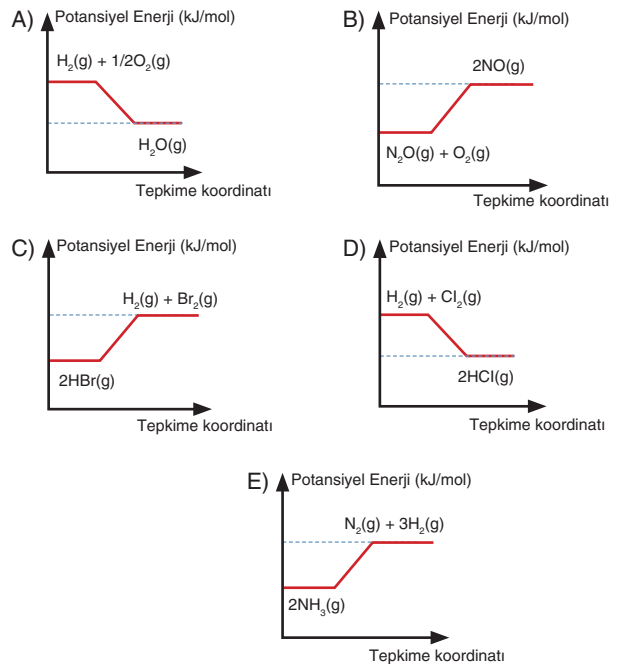 A) Potansiyel Enerji (kJ/mol)
H₂(g) + 1/2O₂(g)
H₂O(g)
Tepkime koordinatı
B) Potansiyel Enerji (kJ/mol)
2NO(g)
N₂O(g) + O₂(g)
Tepkime koordinatı
C) Potansiyel Enerji (kJ/mol)
H₂(g) + Br₂(g)
2HBr(g)
Tepkime koordinatı
D) Potansiyel Enerji (kJ/mol)
H₂(g) + Cl₂(g)
2HCl(g)
Tepkime koordinatı
E) Potansiyel Enerji (kJ/mol)
N₂(g) + 3H₂(g)
2NH₃(g)
Tepkime koordinatı